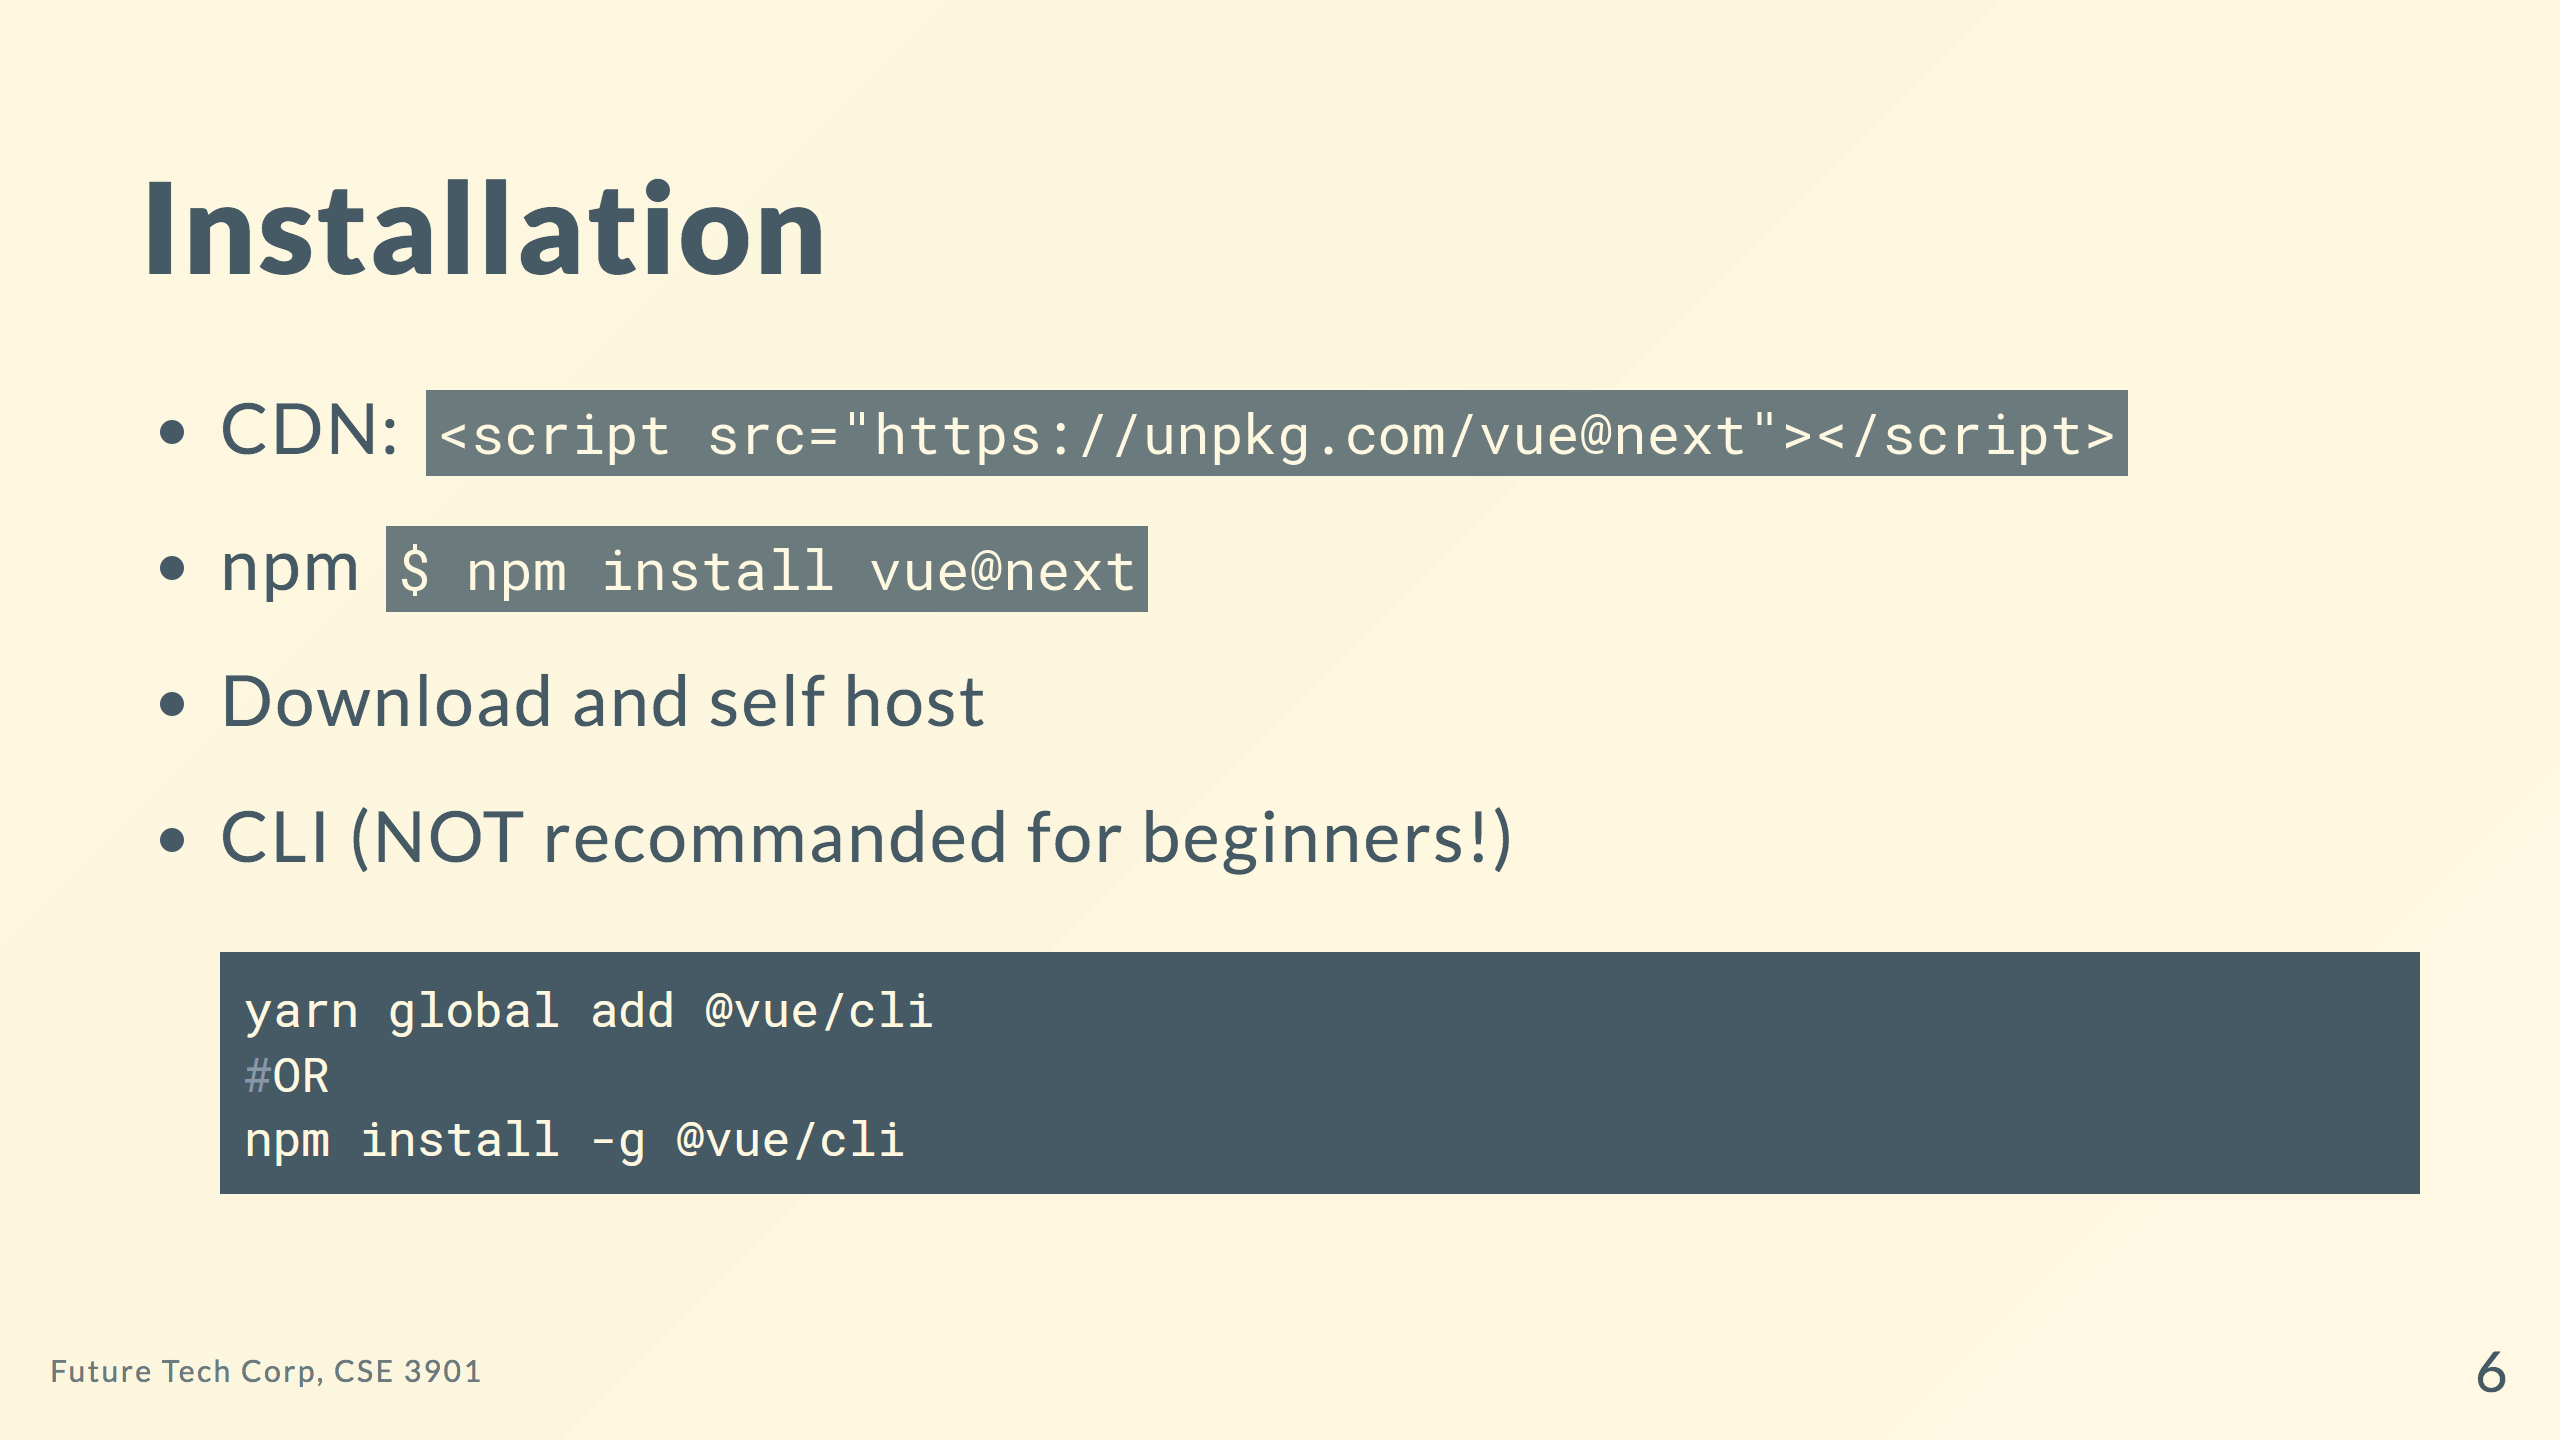 Installation
• CDN: <script src="https://unpkg.com/vue@next"></script>
• npm $ npm install vue@next
• Download and self host
• CLI (NOT recommanded for beginners!)
yarn global add @vue/cli
#OR
npm install -g @vue/cli
Future Tech Corp, CSE 3901
6